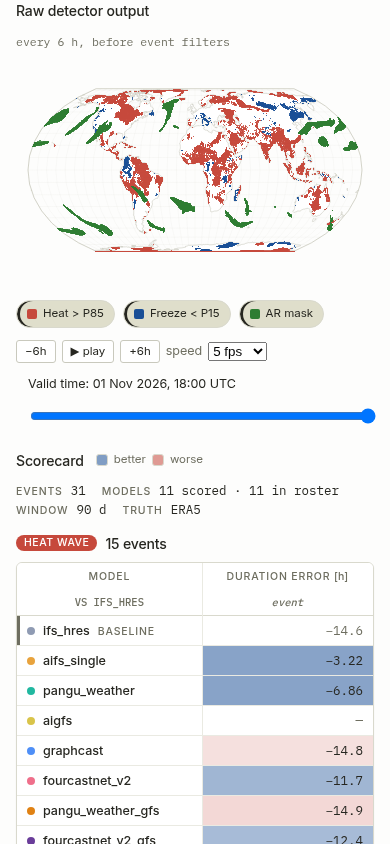 Raw detector output
every 6 h, before event filters
Heat > P85 Freeze < P15 AR mask
−6h ▶ play +6h speed 5 fps
Valid time: 01 Nov 2026, 18:00 UTC
Scorecard better worse
EVENTS 31 MODELS 11 scored · 11 in roster
WINDOW 90 d TRUTH ERA5
HEAT WAVE 15 events
MODEL DURATION ERROR [h]
VS IFS_HRES event
ifs_hres BASELINE −14.6
aifs_single −3.22
pangu_weather −6.86
aigfs —
graphcast −14.8
fourcastnet_v2 −11.7
pangu_weather_gfs −14.9
fourcastnet_v2_gfs −12.4